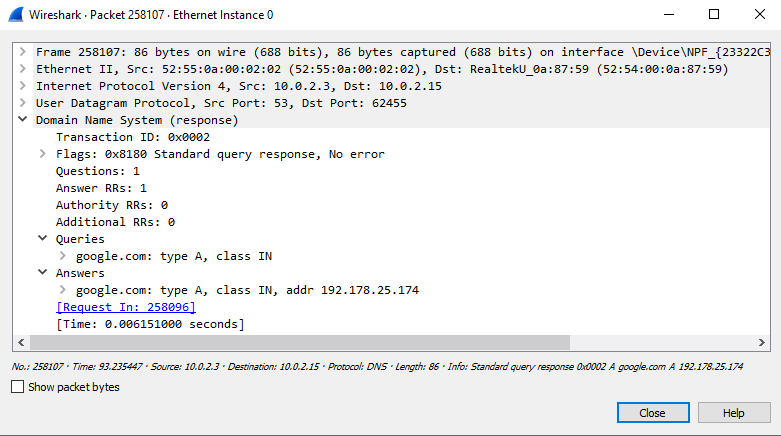 Wireshark · Packet 258107 · Ethernet Instance 0
Frame 258107: 86 bytes on wire (688 bits), 86 bytes captured (688 bits) on interface \Device\NPF_{23322C3
Ethernet II, Src: 52:55:0a:00:02:02 (52:55:0a:00:02:02), Dst: RealtekU_0a:87:59 (52:54:00:0a:87:59)
Internet Protocol Version 4, Src: 10.0.2.3, Dst: 10.0.2.15
User Datagram Protocol, Src Port: 53, Dst Port: 62455
Domain Name System (response)
Transaction ID: 0x0002
Flags: 0x8180 Standard query response, No error
Questions: 1
Answer RRs: 1
Authority RRs: 0
Additional RRs: 0
Queries
google.com: type A, class IN
Answers
google.com: type A, class IN, addr 192.178.25.174
[Request In: 258096]
[Time: 0.006151000 seconds]
No.: 258107 · Time: 93.235447 · Source: 10.0.2.3 · Destination: 10.0.2.15 · Protocol: DNS · Length: 86 · Info: Standard query response 0x0002 A google.com A 192.178.25.174
Show packet bytes
Close
Help